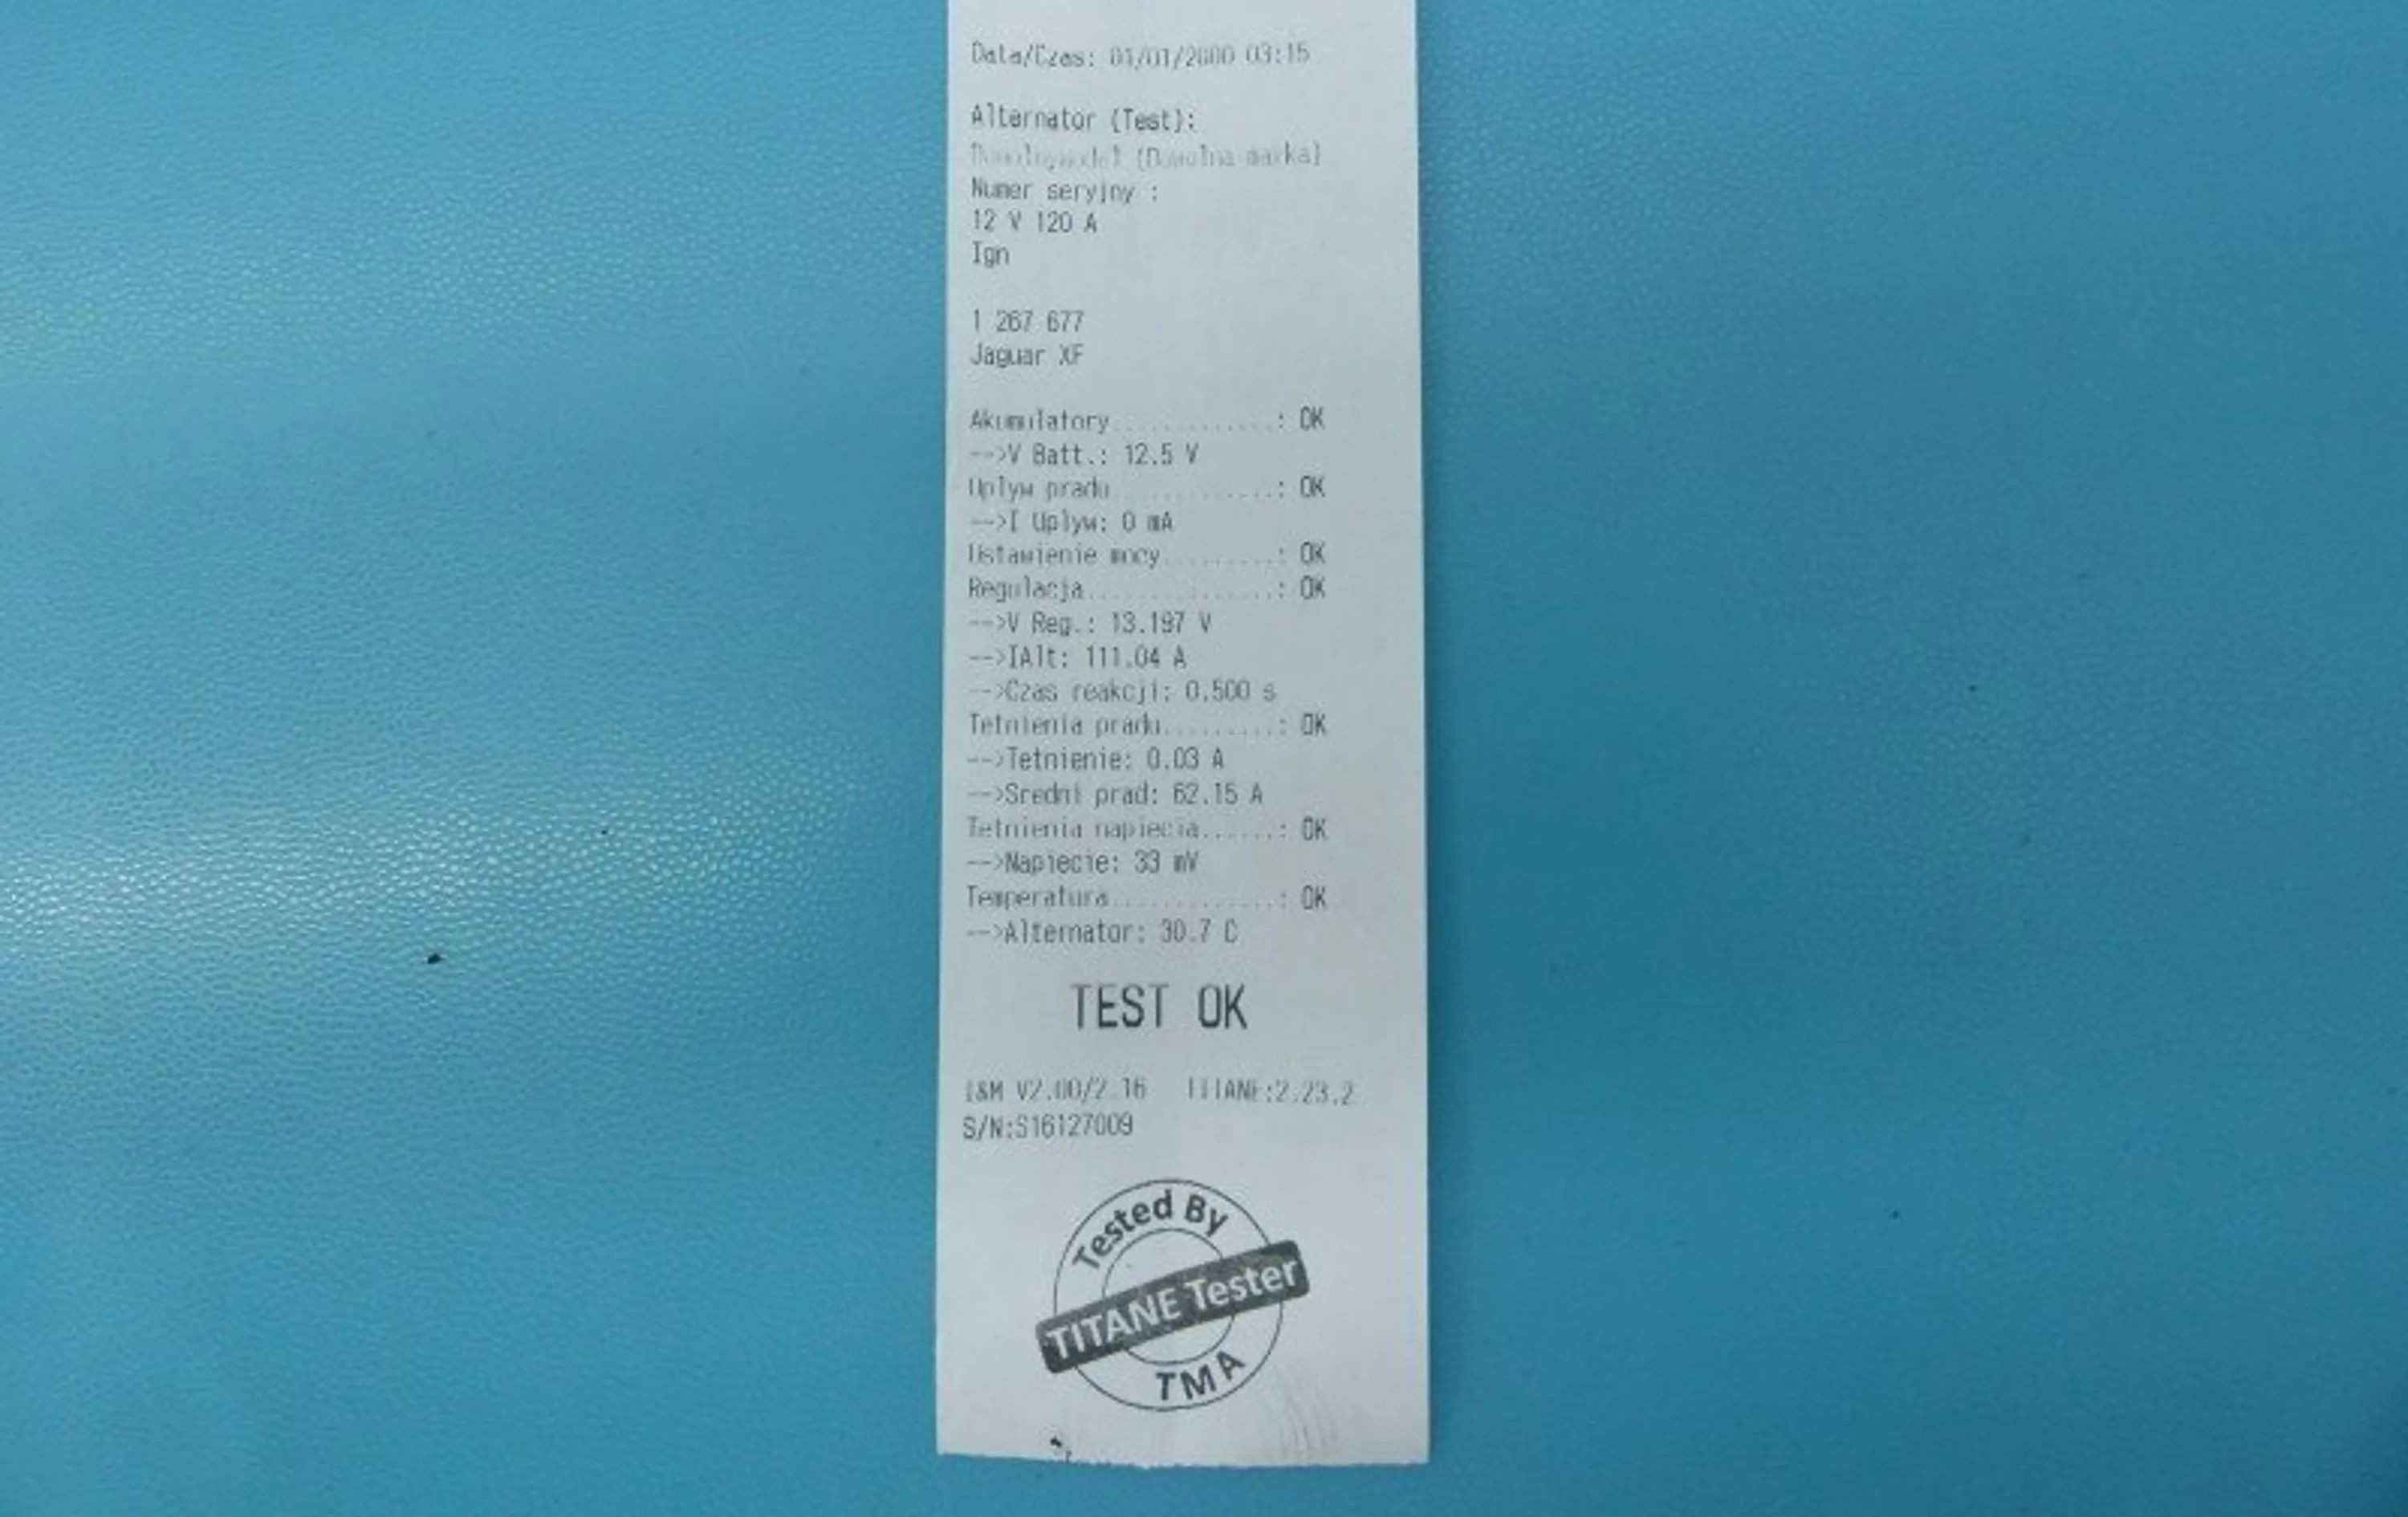 Data/Czas: 01/01/2000 03:15
Alternator (Test):
(Dowolna marka)
Numer seryjny :
12 V 120 A
Ign
1 267 677
Jaguar XF
Akumulatory.............: OK
-->V Batt.: 12.5 V
Uplyw pradu.............: OK
-->I Uplyw: 0 mA
Ustawienie mocy.........: OK
Regulacja...............: OK
-->V Reg.: 13.197 V
-->IAlt: 111.04 A
-->Czas reakcji: 0.500 s
Tetnienia pradu.........: OK
-->Tetnienie: 0.03 A
-->Sredni prad: 62.15 A
Tetnienia napiecia......: OK
-->Napiecie: 33 mV
Temperatura.............: OK
-->Alternator: 30.7 C
TEST OK
I&M V2.00/2.16 TITANE:2.23.2
S/N:S16127009
Tested By
TITANE Tester
TMA